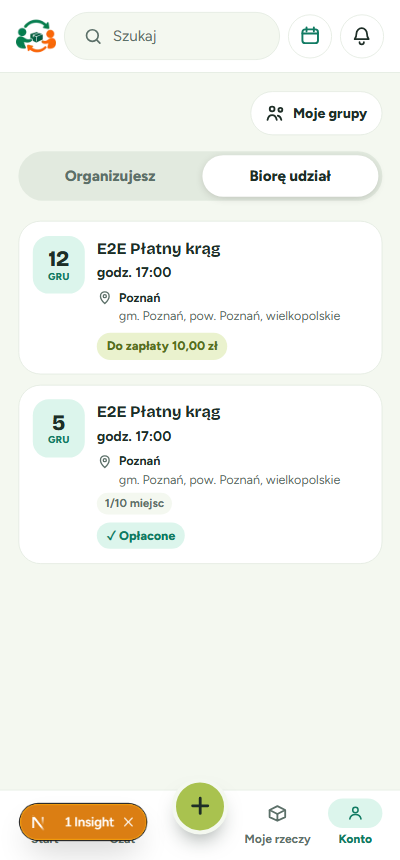 Szukaj
Moje grupy
Organizujesz
Biorę udział
12
GRU
E2E Płatny krąg
godz. 17:00
Poznań
gm. Poznań, pow. Poznań, wielkopolskie
Do zapłaty 10,00 zł
5
GRU
E2E Płatny krąg
godz. 17:00
Poznań
gm. Poznań, pow. Poznań, wielkopolskie
1/10 miejsc
✓ Opłacone
N
1 Insight
Moje rzeczy
Konto